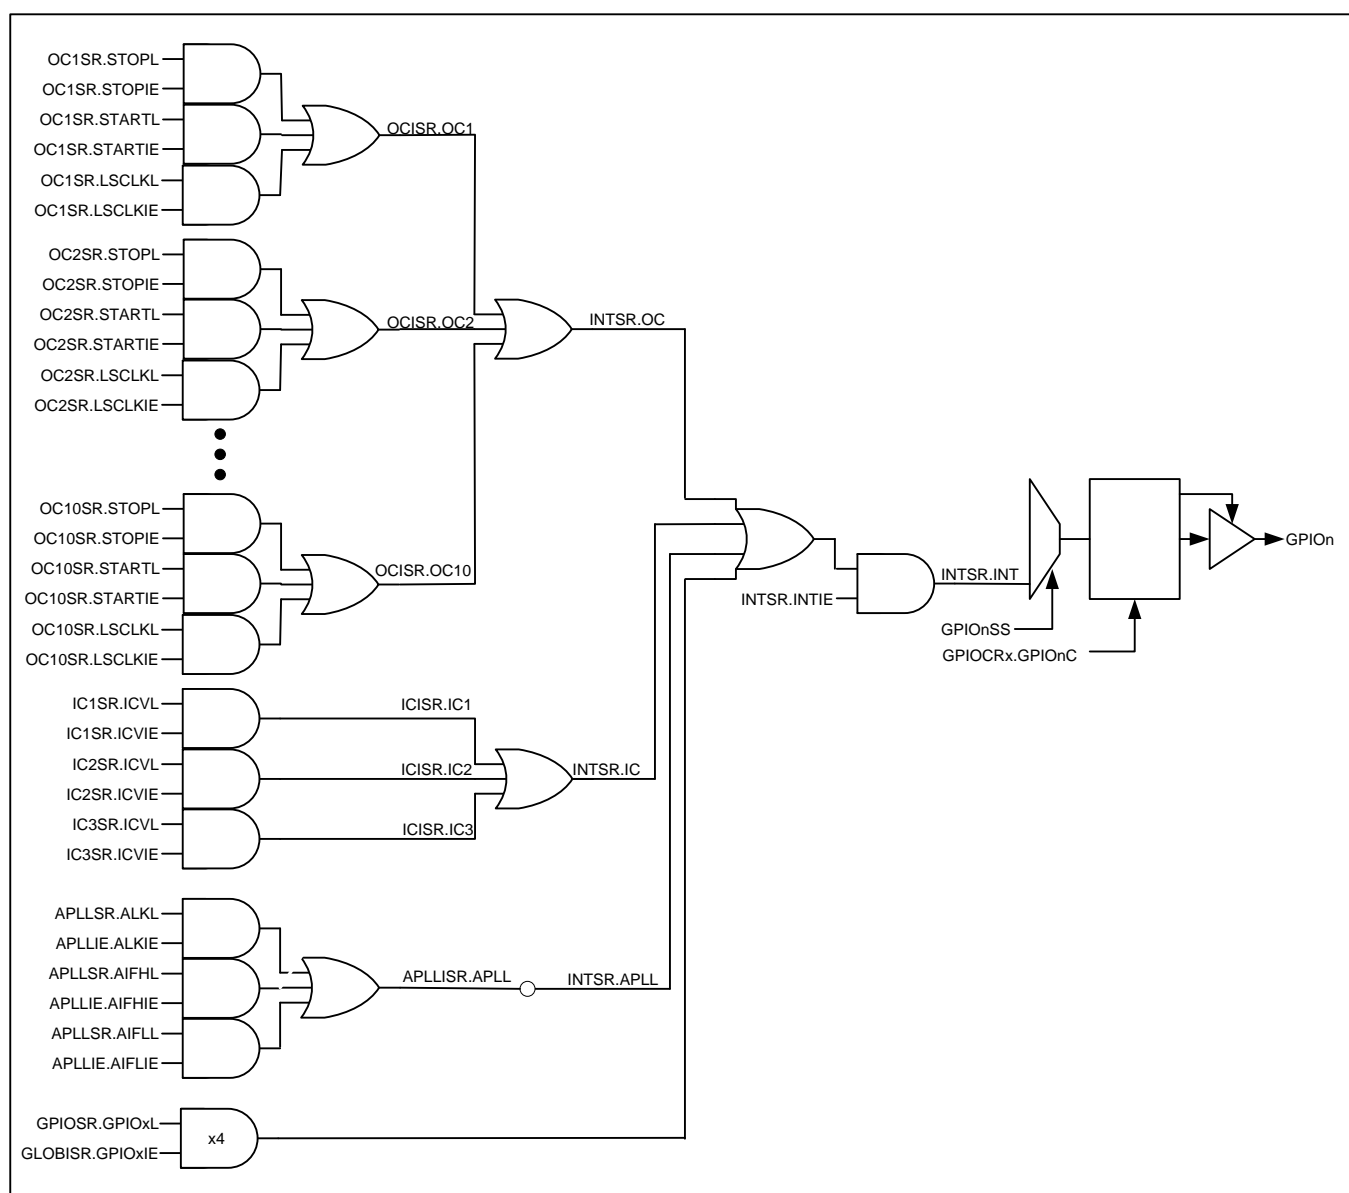 OC1SR.STOPL
OC1SR.STOPIE
OC1SR.STARTL
OC1SR.STARTIE
OC1SR.LSCLKL
OC1SR.LSCLKIE
OCISR.OC1
OC2SR.STOPL
OC2SR.STOPIE
OC2SR.STARTL
OC2SR.STARTIE
OC2SR.LSCLKL
OC2SR.LSCLKIE
OCISR.OC2
INTSR.OC
OC10SR.STOPL
OC10SR.STOPIE
OC10SR.STARTL
OC10SR.STARTIE
OC10SR.LSCLKL
OC10SR.LSCLKIE
OCISR.OC10
INTSR.INTIE
INTSR.INT
GPIOn
GPIOnSS
GPIOCRx.GPIOnC
IC1SR.ICVL
IC1SR.ICVIE
IC2SR.ICVL
IC2SR.ICVIE
IC3SR.ICVL
IC3SR.ICVIE
ICISR.IC1
ICISR.IC2
ICISR.IC3
INTSR.IC
APLLSR.ALKL
APLLIE.ALKIE
APLLSR.AIFHL
APLLIE.AIFHIE
APLLSR.AIFLL
APLLIE.AIFLIE
APLLISR.APLL
INTSR.APLL
GPIOSR.GPIOxL
GLOBISR.GPIOxIE
x4